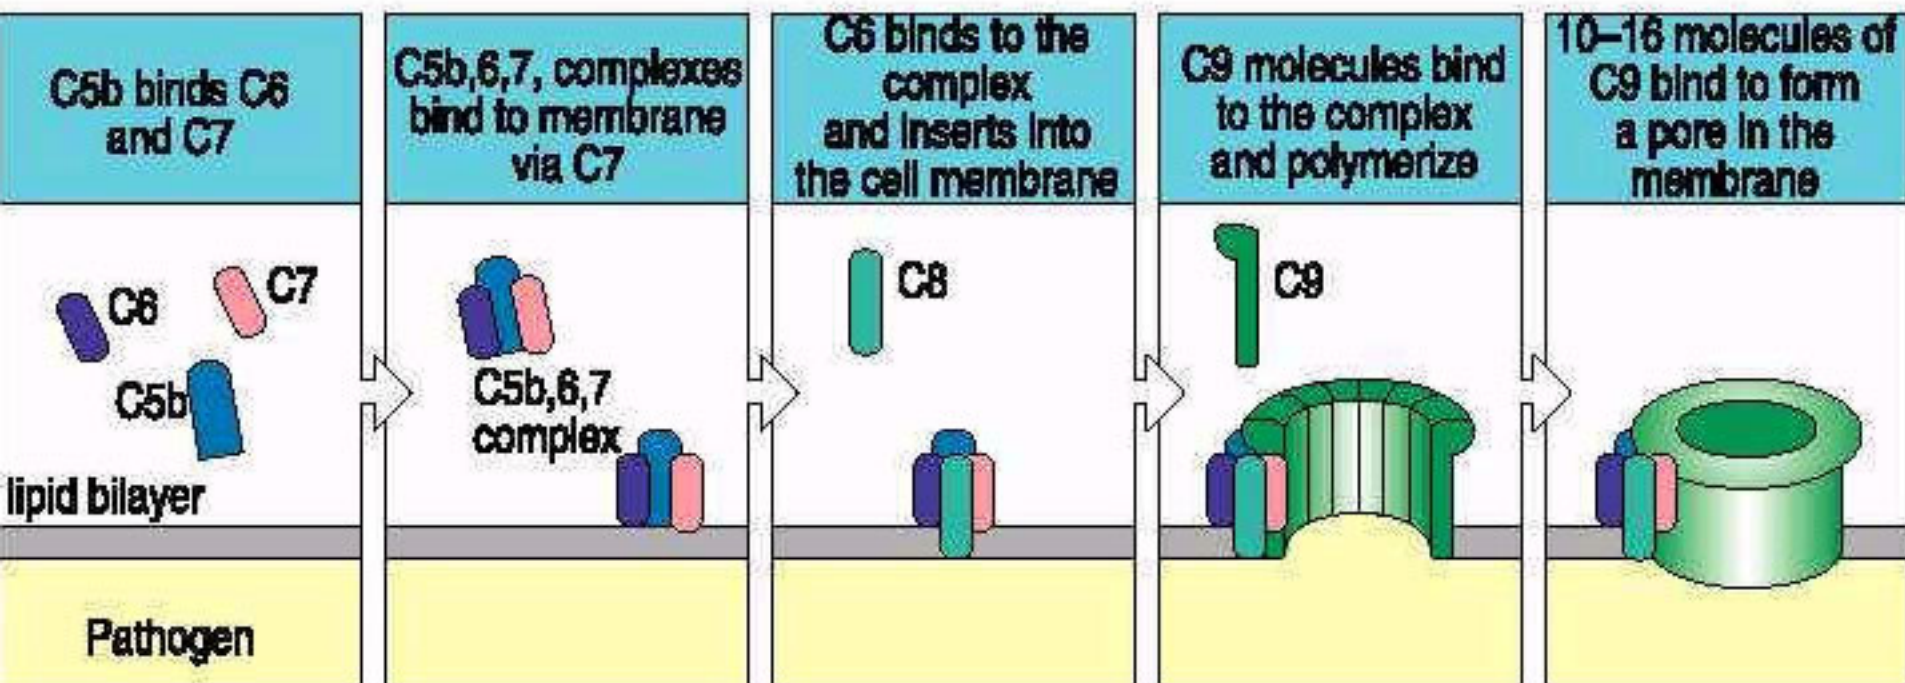 C5b binds C6
and C7
C6
C7
C5b
lipid bilayer
Pathogen
C5b,6,7, complexes
bind to membrane
via C7
C5b,6,7
complex
C6 binds to the
complex
and inserts into
the cell membrane
C8
C9 molecules bind
to the complex
and polymerize
C9
10–16 molecules of
C9 bind to form
a pore in the
membrane